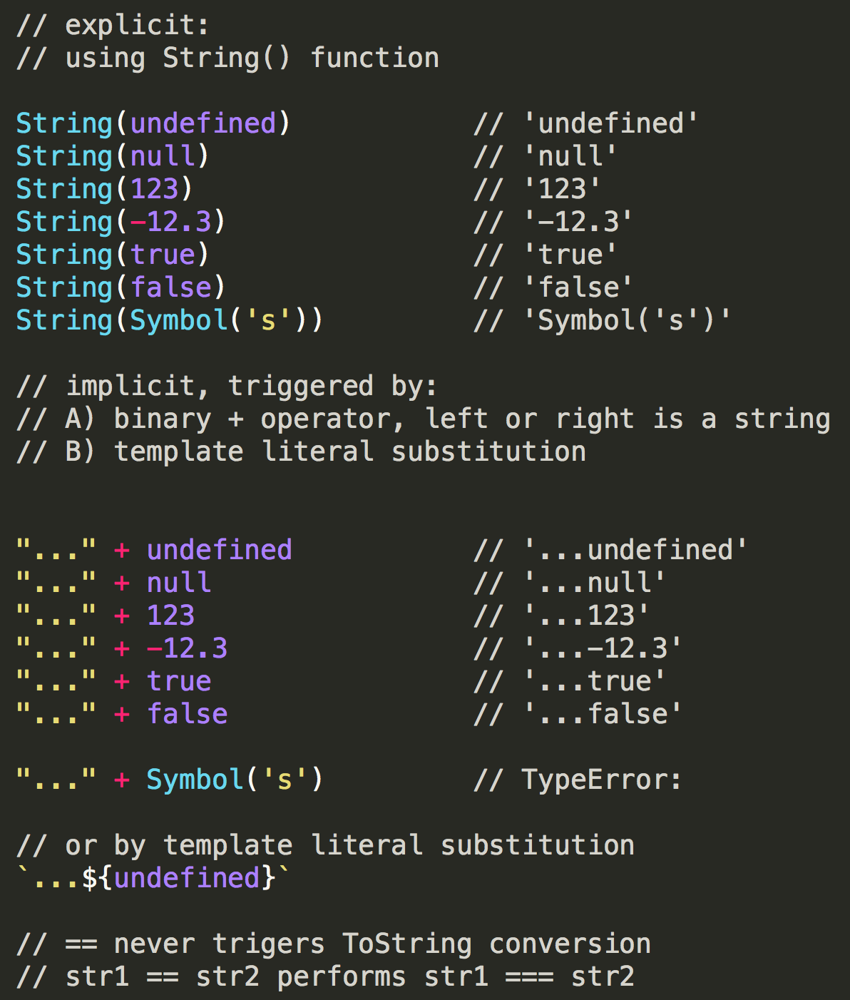 // explicit:
// using String() function
String(undefined) // 'undefined'
String(null) // 'null'
String(123) // '123'
String(-12.3) // '-12.3'
String(true) // 'true'
String(false) // 'false'
String(Symbol('s')) // 'Symbol('s')'
// implicit, triggered by:
// A) binary + operator, left or right is a string
// B) template literal substitution
"..." + undefined // '...undefined'
"..." + null // '...null'
"..." + 123 // '...123'
"..." + -12.3 // '...-12.3'
"..." + true // '...true'
"..." + false // '...false'
"..." + Symbol('s') // TypeError:
// or by template literal substitution
`...${undefined}`
// == never trigers ToString conversion
// str1 == str2 performs str1 === str2